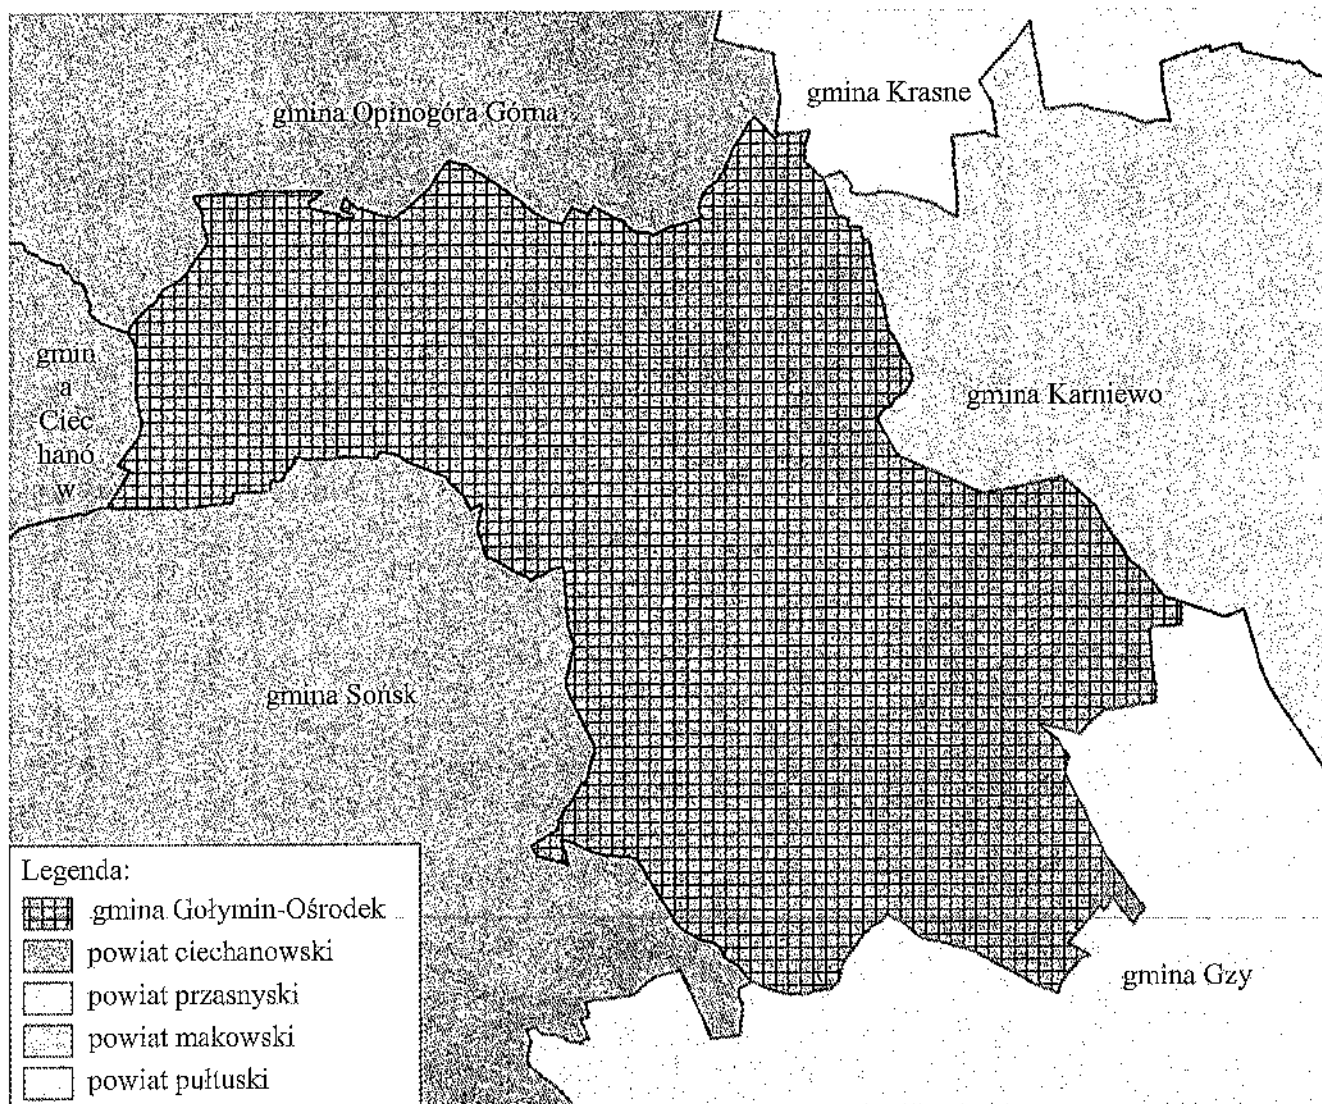 gmina Krasne
gmina Opinogóra Górna
gmin
a
Ciec
hanó
w
gmina Karniewo
gmina Sońsk
Legenda:
gmina Gołymin-Ośrodek
powiat ciechanowski
powiat przasnyski
powiat makowski
powiat pułtuski
gmina Gzy